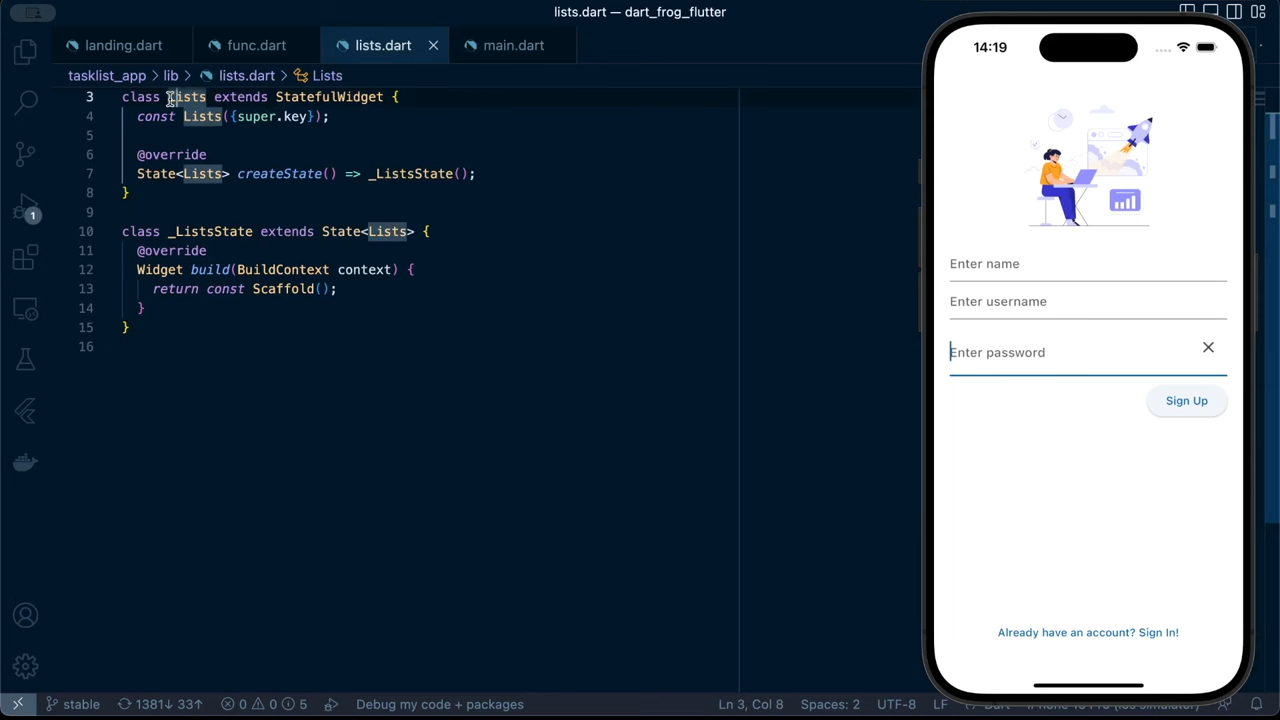 lists.dart — dart_frog_flutter
landing.dart
func.dart
lists.dart
main.dart
tasklist_app > lib > lists.dart > Lists
3 class Lists extends StatefulWidget {
4 const Lists({super.key});
5
6 @override
7 State<Lists> createState() => _ListsState();
8 }
9
10 class _ListsState extends State<Lists> {
11 @override
12 Widget build(BuildContext context) {
13 return const Scaffold();
14 }
15 }
16
1
14:19
Enter name
Enter username
Enter password
Sign Up
Already have an account? Sign In!
stable 1381↓ 33↑ 0 0 5 Debug my code + packages Ln 3, Col 8 Spaces: 2 UTF-8 LF